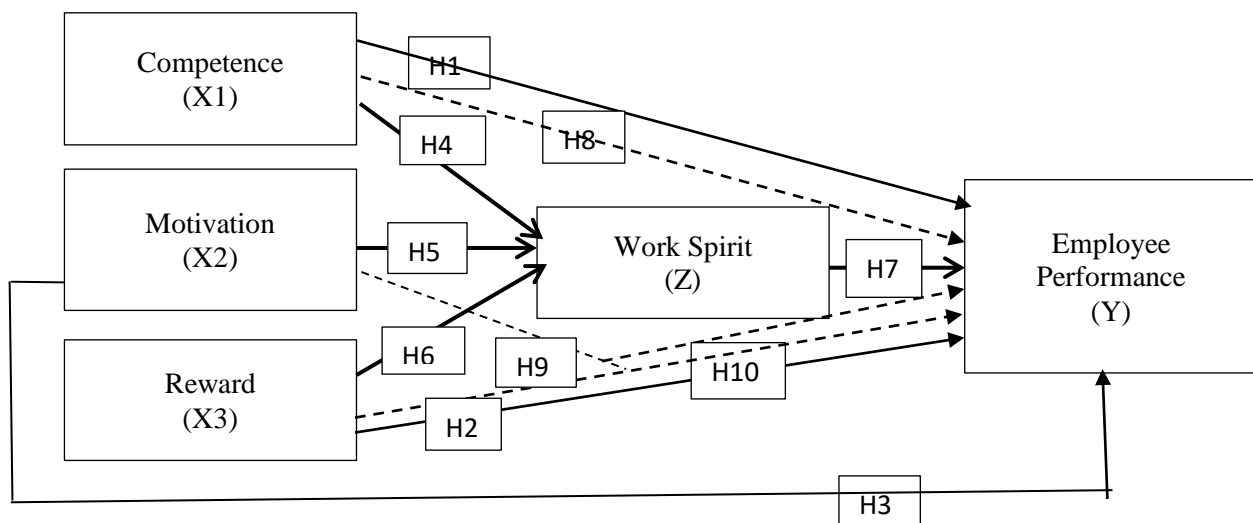 Competence
(X1)
H1
H8
H4
Motivation
(X2)
H5
Work Spirit
(Z)
H7
Employee
Performance
(Y)
H6
H9
H10
Reward
(X3)
H2
H3